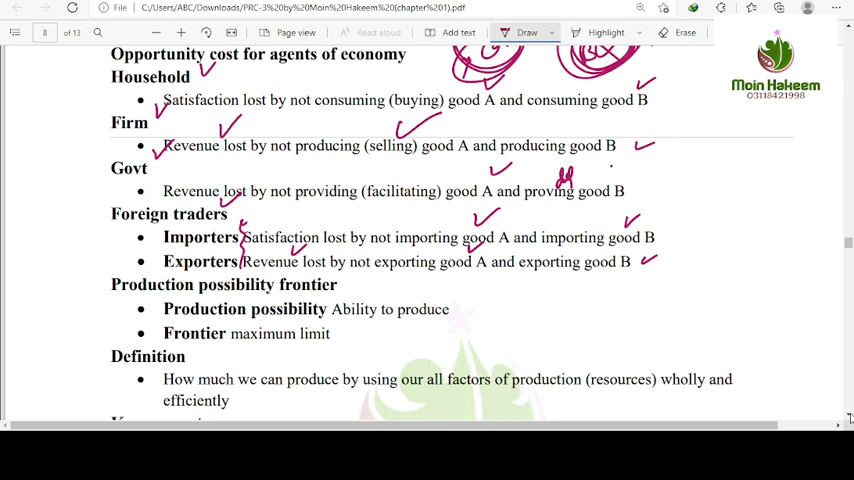 File | C:/Users/ABC/Downloads/PRC-3%20by%20Moin%20Hakeem%20(chapter%201).pdf
8 of 13
Page view
Read aloud
Add text
Draw
Highlight
Erase
Moin Hakeem
03118421998
Opportunity cost for agents of economy
Household
• Satisfaction lost by not consuming (buying) good A and consuming good B
Firm
• Revenue lost by not producing (selling) good A and producing good B
Govt
• Revenue lost by not providing (facilitating) good A and proving good B
Foreign traders
• Importers Satisfaction lost by not importing good A and importing good B
• Exporters Revenue lost by not exporting good A and exporting good B
Production possibility frontier
• Production possibility Ability to produce
• Frontier maximum limit
Definition
• How much we can produce by using our all factors of production (resources) wholly and
efficiently